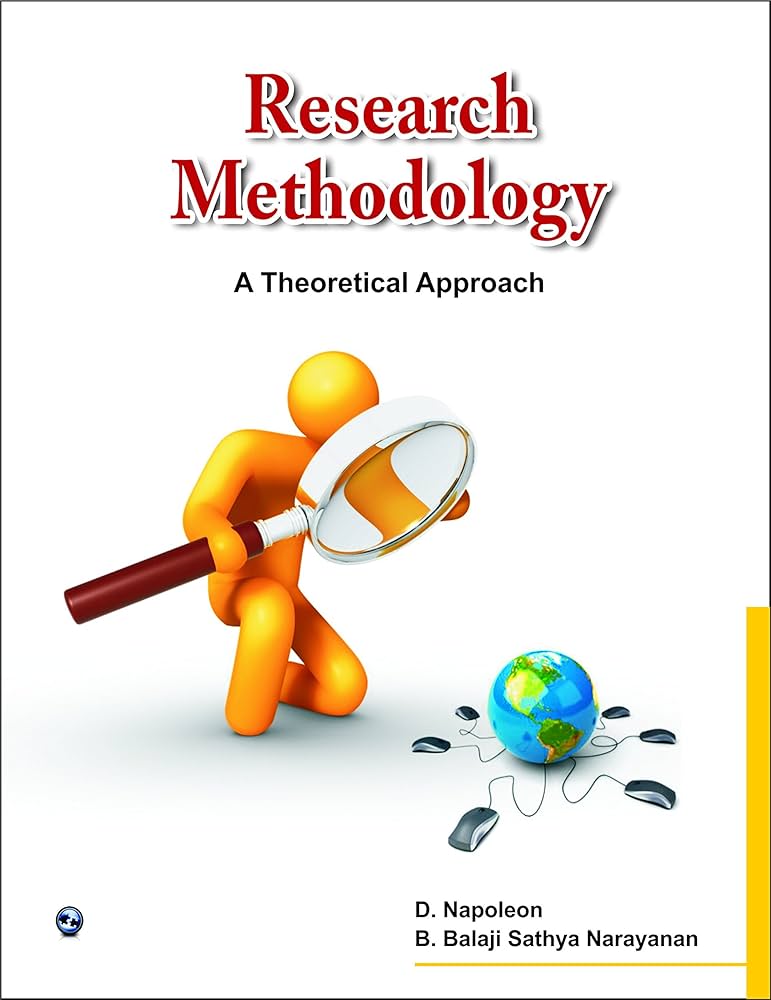 Research
Methodology
A Theoretical Approach
D. Napoleon
B. Balaji Sathya Narayanan